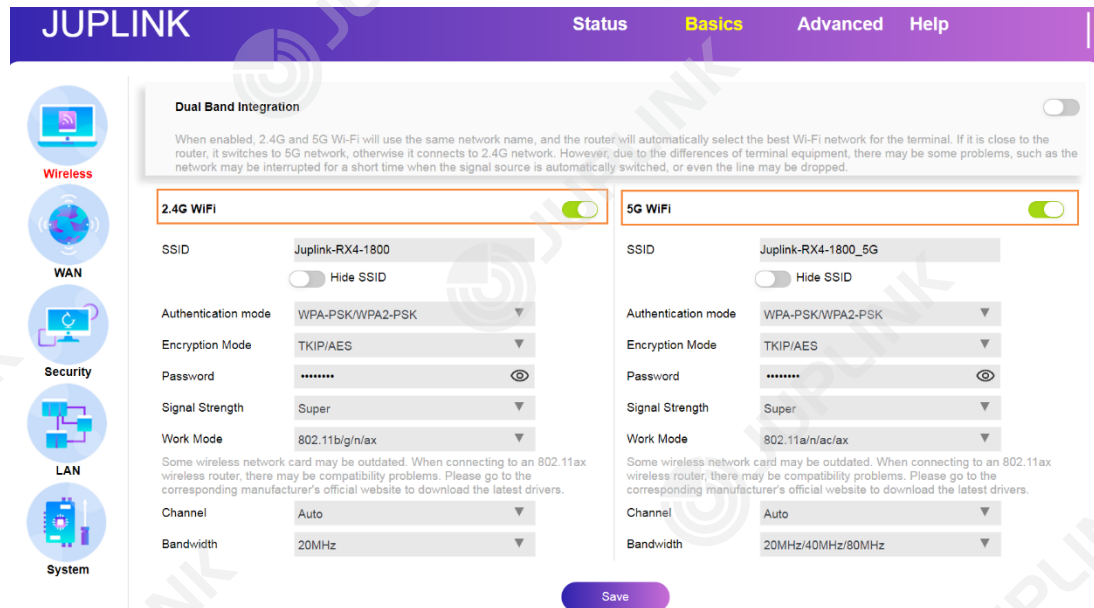 JUPLINK
Status Basics Advanced Help
Dual Band Integration
When enabled, 2.4G and 5G Wi-Fi will use the same network name, and the router will automatically select the best Wi-Fi network for the terminal. If it is close to the
router, it switches to 5G network, otherwise it connects to 2.4G network. However, due to the differences of terminal equipment, there may be some problems, such as the
network may be interrupted for a short time when the signal source is automatically switched, or even the line may be dropped.
Wireless
WAN
Security
LAN
System
2.4G WiFi
SSID Juplink-RX4-1800
Hide SSID
Authentication mode WPA-PSK/WPA2-PSK
Encryption Mode TKIP/AES
Password ••••••••
Signal Strength Super
Work Mode 802.11b/g/n/ax
Some wireless network card may be outdated. When connecting to an 802.11ax
wireless router, there may be compatibility problems. Please go to the
corresponding manufacturer's official website to download the latest drivers.
Channel Auto
Bandwidth 20MHz
5G WiFi
SSID Juplink-RX4-1800_5G
Hide SSID
Authentication mode WPA-PSK/WPA2-PSK
Encryption Mode TKIP/AES
Password ••••••••
Signal Strength Super
Work Mode 802.11a/n/ac/ax
Some wireless network card may be outdated. When connecting to an 802.11ax
wireless router, there may be compatibility problems. Please go to the
corresponding manufacturer's official website to download the latest drivers.
Channel Auto
Bandwidth 20MHz/40MHz/80MHz
Save
JUPLINK
JUPLINK
JUPLINK